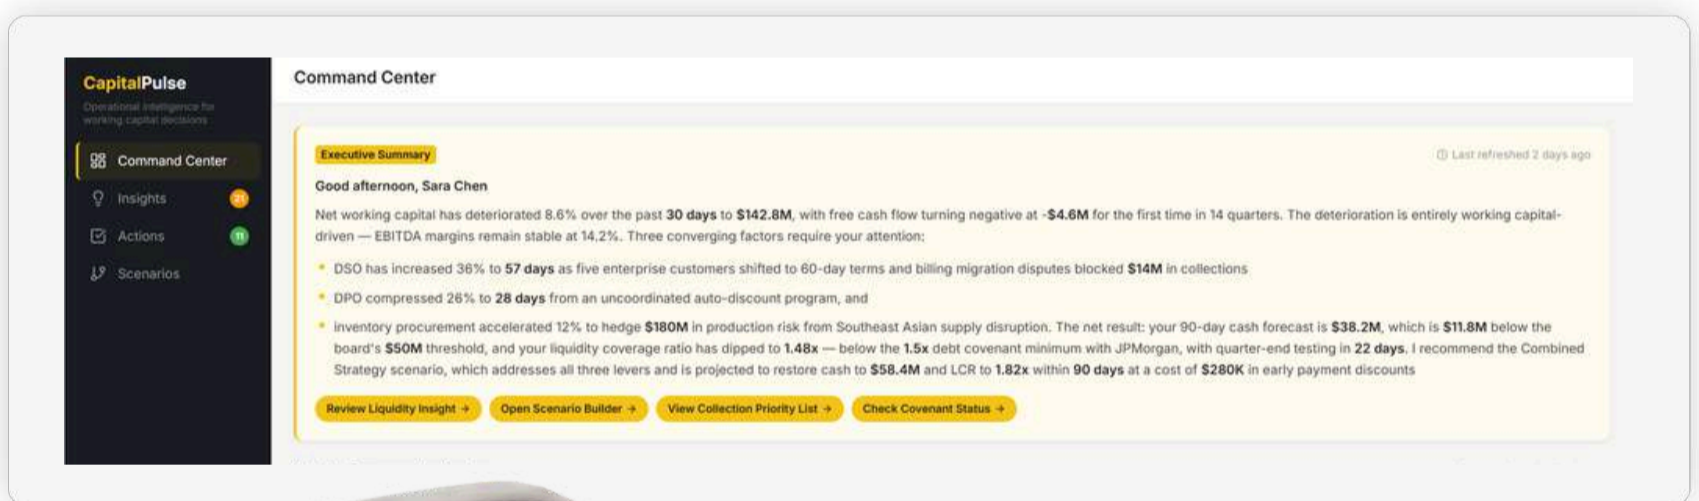 CapitalPulse
Command Center
Operational intelligence for
working capital decisions
Command Center
Insights 21
Actions 11
Scenarios
Executive Summary
Last refreshed 2 days ago
Good afternoon, Sara Chen
Net working capital has deteriorated 8.6% over the past 30 days to $142.8M, with free cash flow turning negative at -$4.6M for the first time in 14 quarters. The deterioration is entirely working capital-
driven — EBITDA margins remain stable at 14.2%. Three converging factors require your attention:
• DSO has increased 36% to 57 days as five enterprise customers shifted to 60-day terms and billing migration disputes blocked $14M in collections
• DPO compressed 26% to 28 days from an uncoordinated auto-discount program, and
• inventory procurement accelerated 12% to hedge $180M in production risk from Southeast Asian supply disruption. The net result: your 90-day cash forecast is $38.2M, which is $11.8M below the
board's $50M threshold, and your liquidity coverage ratio has dipped to 1.48x — below the 1.5x debt covenant minimum with JPMorgan, with quarter-end testing in 22 days. I recommend the Combined
Strategy scenario, which addresses all three levers and is projected to restore cash to $58.4M and LCR to 1.82x within 90 days at a cost of $280K in early payment discounts
Review Liquidity Insight →
Open Scenario Builder →
View Collection Priority List →
Check Covenant Status →